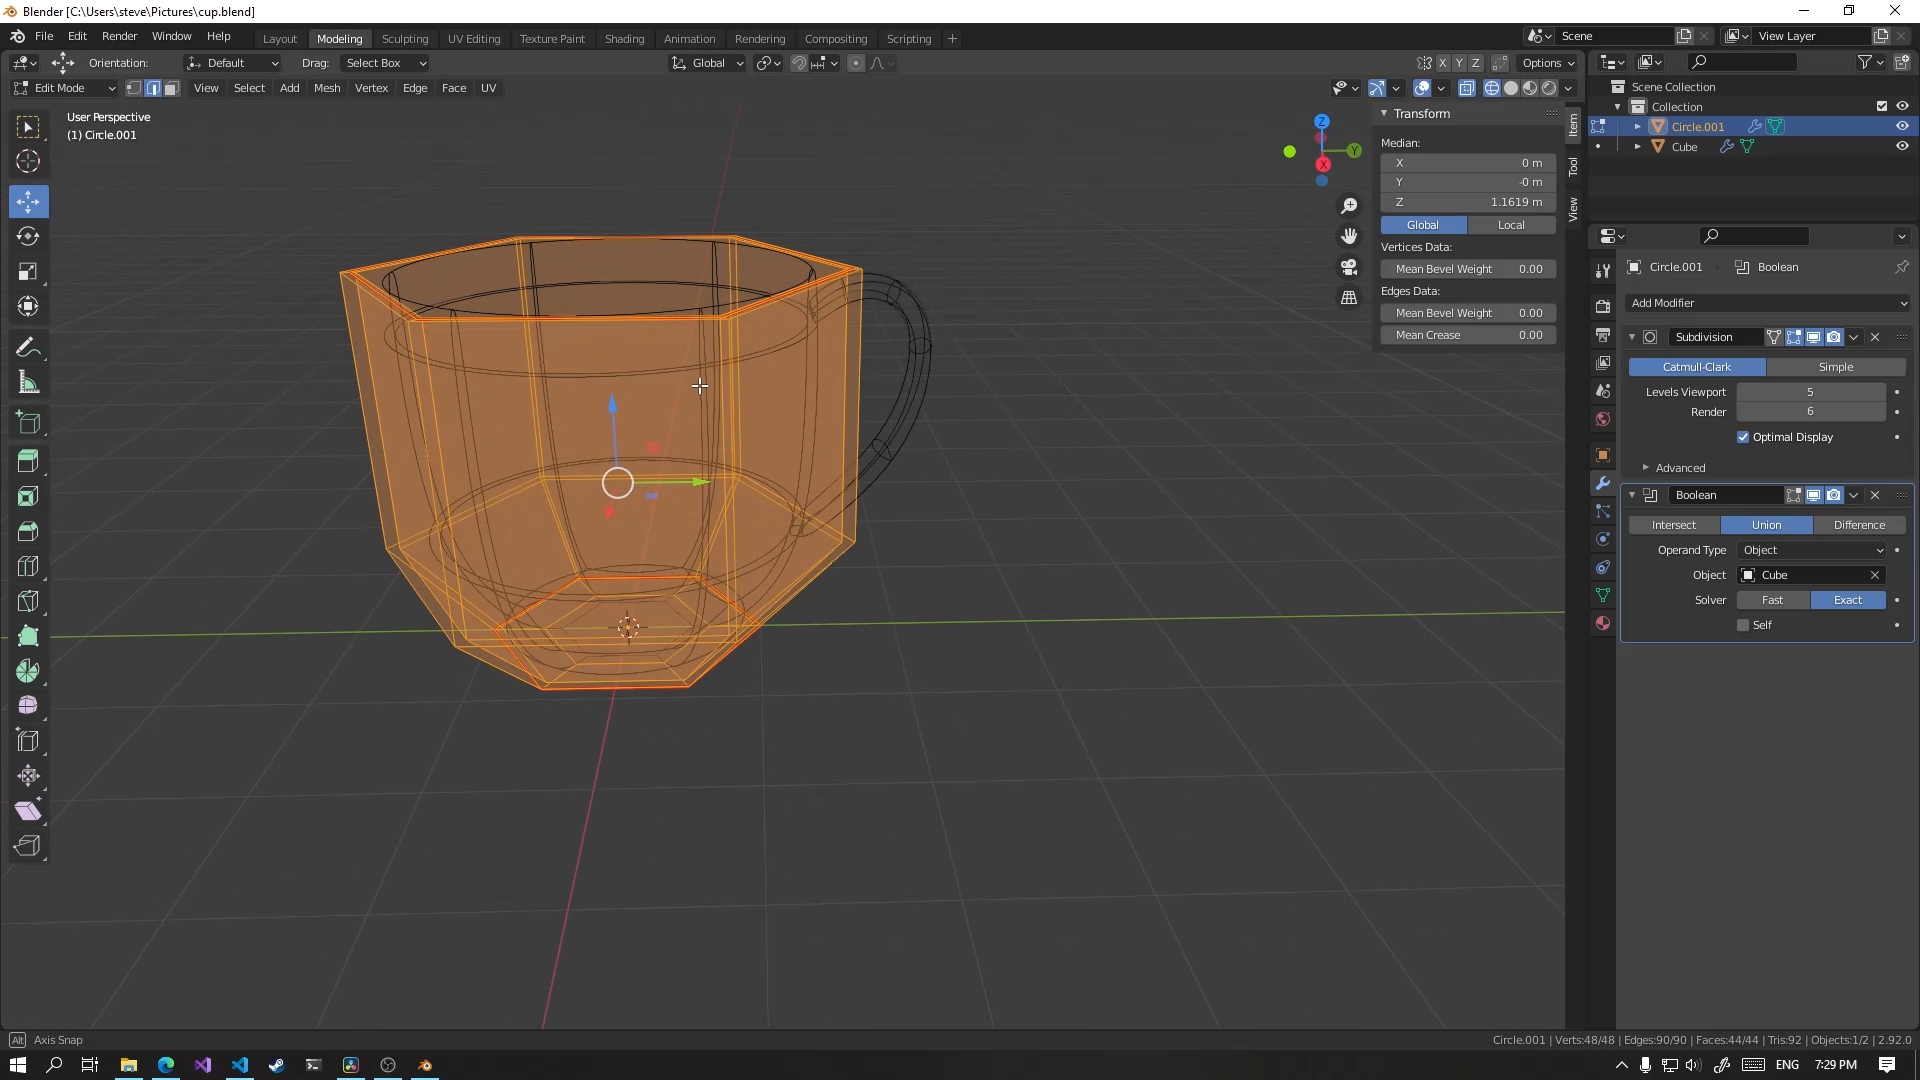 Blender [C:\Users\steve\Pictures\cup.blend]
File Edit Render Window Help Layout Modeling Sculpting UV Editing Texture Paint Shading Animation Rendering Compositing Scripting + Scene View Layer
Orientation: Default Drag: Select Box Global X Y Z Options
Edit Mode View Select Add Mesh Vertex Edge Face UV
User Perspective
(1) Circle.001
Z
Y
X
Transform
Median:
X 0 m
Y -0 m
Z 1.1619 m
Global Local
Vertices Data:
Mean Bevel Weight 0.00
Edges Data:
Mean Bevel Weight 0.00
Mean Crease 0.00
Item
Tool
View
Scene Collection
Collection
Circle.001
Cube
Circle.001 Boolean
Add Modifier
Subdivision
Catmull-Clark Simple
Levels Viewport 5
Render 6
Optimal Display
Advanced
Boolean
Intersect Union Difference
Operand Type Object
Object Cube
Solver Fast Exact
Self
Alt Axis Snap
Circle.001 | Verts:48/48 | Edges:90/90 | Faces:44/44 | Tris:92 | Objects:1/2 | 2.92.0
ENG 7:29 PM